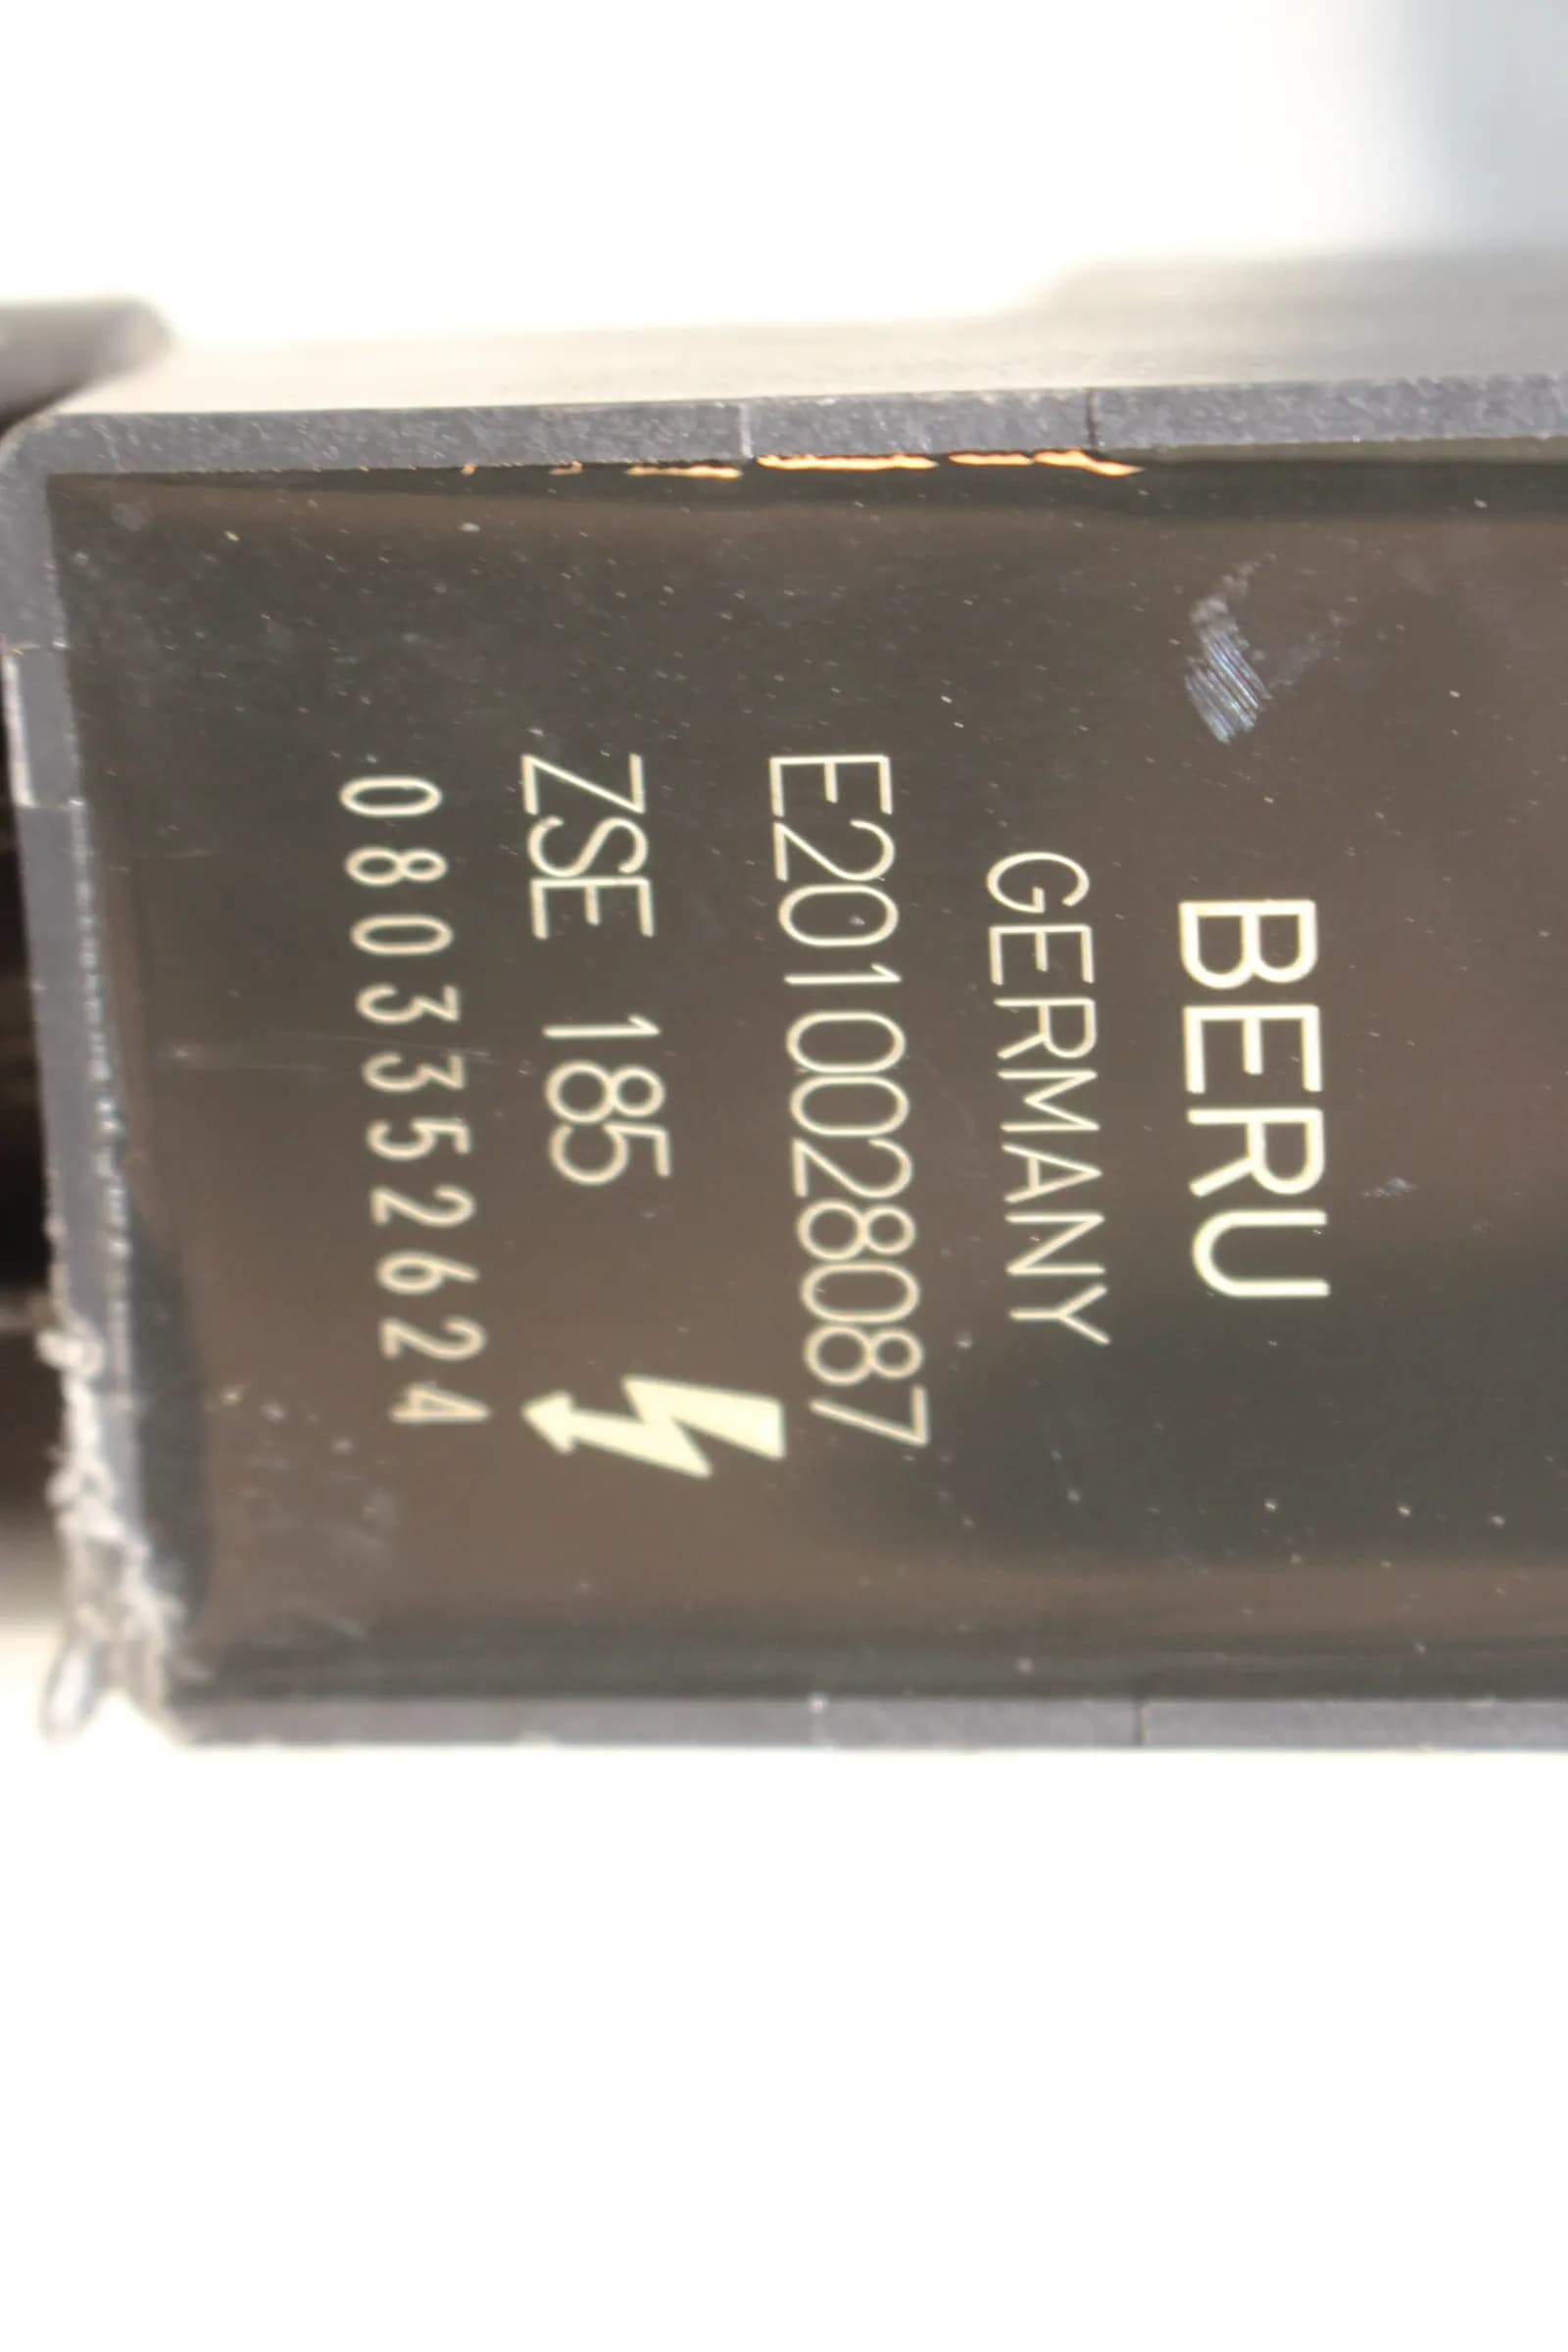 BERU
GERMANY
E2010028087
ZSE 185
0803352624